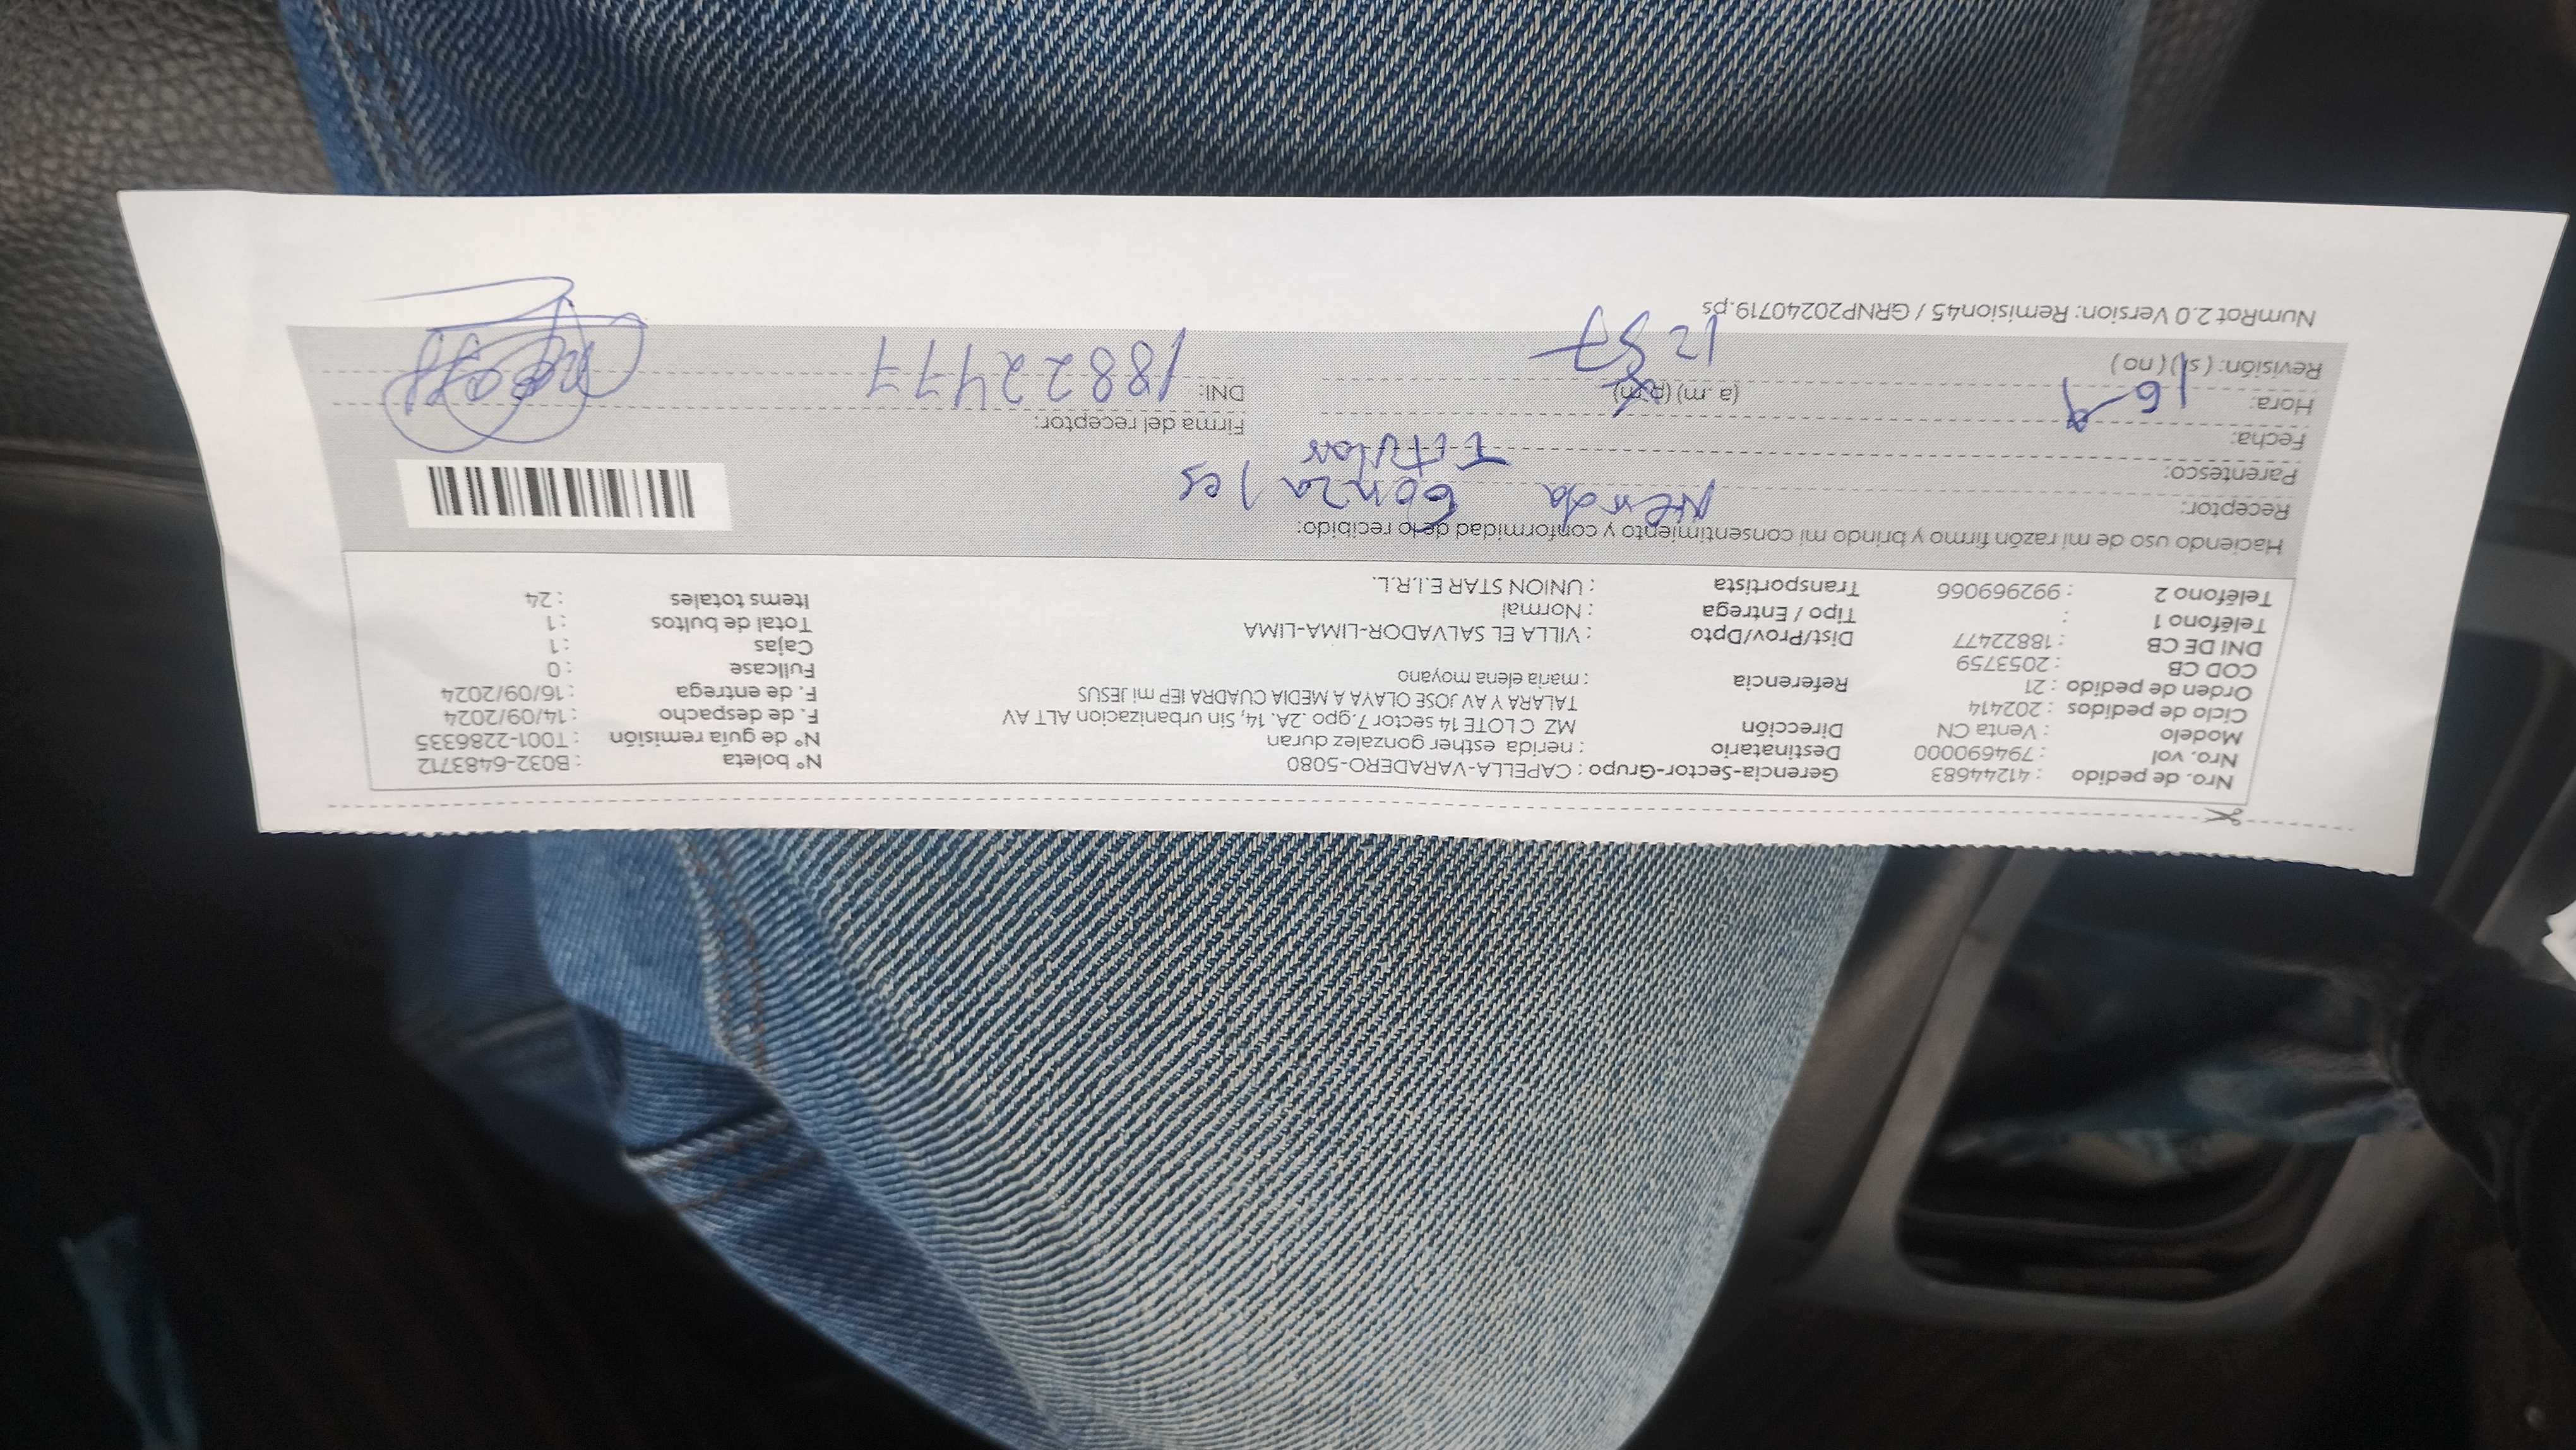 Nro. de pedido : 41244683 Gerencia-Sector-Grupo : CAPELLA-VARADERO-5080 N° boleta : B032-6483712
Nro. vol : 794690000 Destinatario : nerida esther gonzalez duran N° de guía remisión : T001-2286335
Modelo : Venta CN Dirección MZ C LOTE 14 sector 7.gpo .2A. 14, Sin urbanizacion ALT AV F. de despacho : 14/09/2024
Ciclo de pedidos : 202414 TALARA Y AV JOSE OLAYA A MEDIA CUADRA IEP mi JESUS F. de entrega : 16/09/2024
Orden de pedido : 21 Referencia : maria elena moyano Fullcase : 0
COD CB : 2053759 Cajas : 1
DNI DE CB : 18822477 Dist/Prov/Dpto : VILLA EL SALVADOR-LIMA-LIMA Total de bultos : 1
Teléfono 1 : Tipo / Entrega : Normal Items totales : 24
Teléfono 2 : 992969066 Transportista : UNION STAR E.I.R.L.
Haciendo uso de mi razón firmo y brindo mi consentimiento y conformidad de lo recibido:
Receptor: Gonzales
Parentesco: Titular
Fecha: 16-9 Firma del receptor:
Hora: (a .m) (p.m) 12 57 DNI: 18822477
Revisión: ( si ) ( no )
NumRot 2.0 Version: Remision45 / GRNP20240719.ps